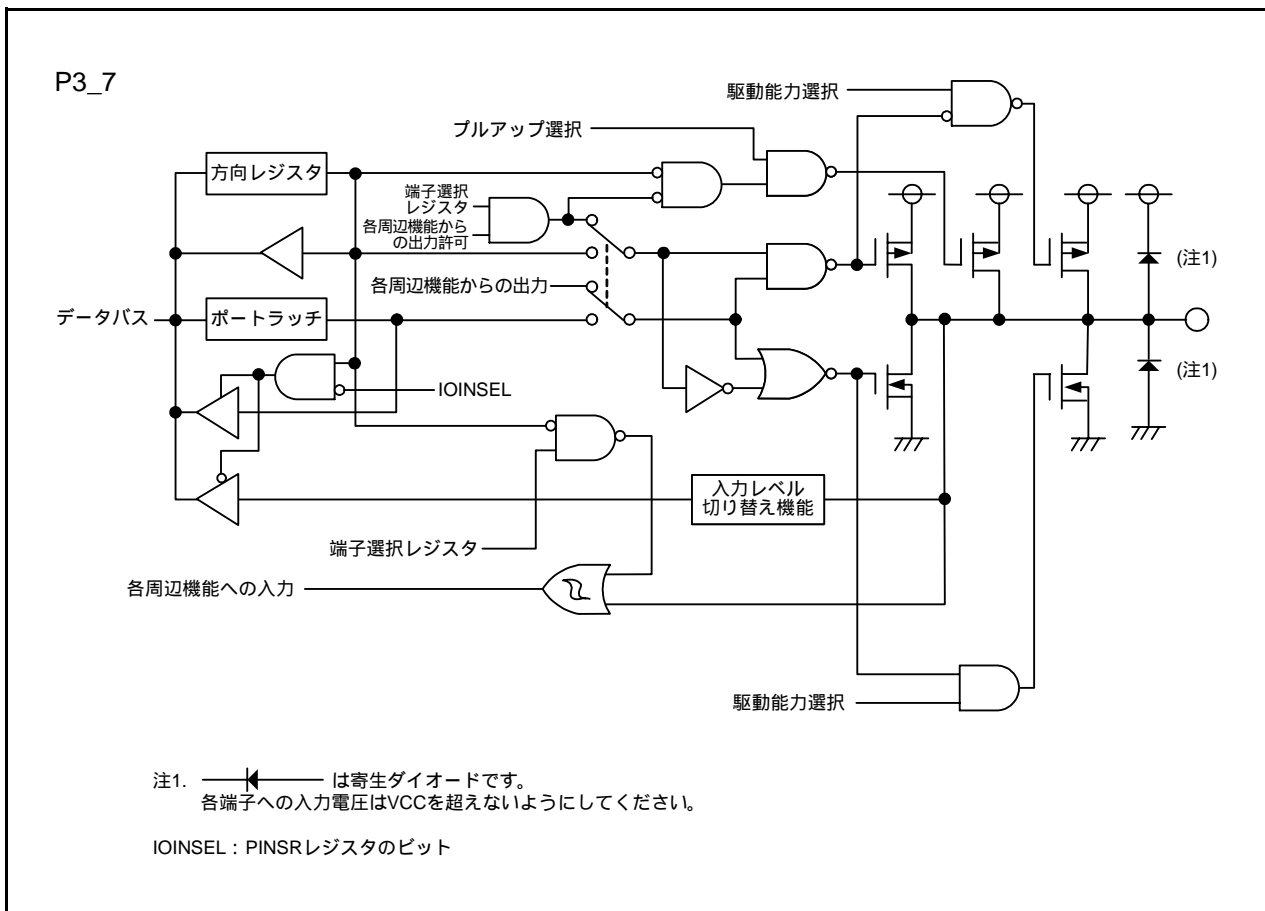 P3_7
駆動能力選択
プルアップ選択
方向レジスタ
端子選択
レジスタ
各周辺機能から
の出力許可
(注1)
各周辺機能からの出力
データバス
ポートラッチ
(注1)
IOINSEL
入力レベル
切り替え機能
端子選択レジスタ
各周辺機能への入力
駆動能力選択
注1. は寄生ダイオードです。
各端子への入力電圧はVCCを超えないようにしてください。
IOINSEL：PINSRレジスタのビット